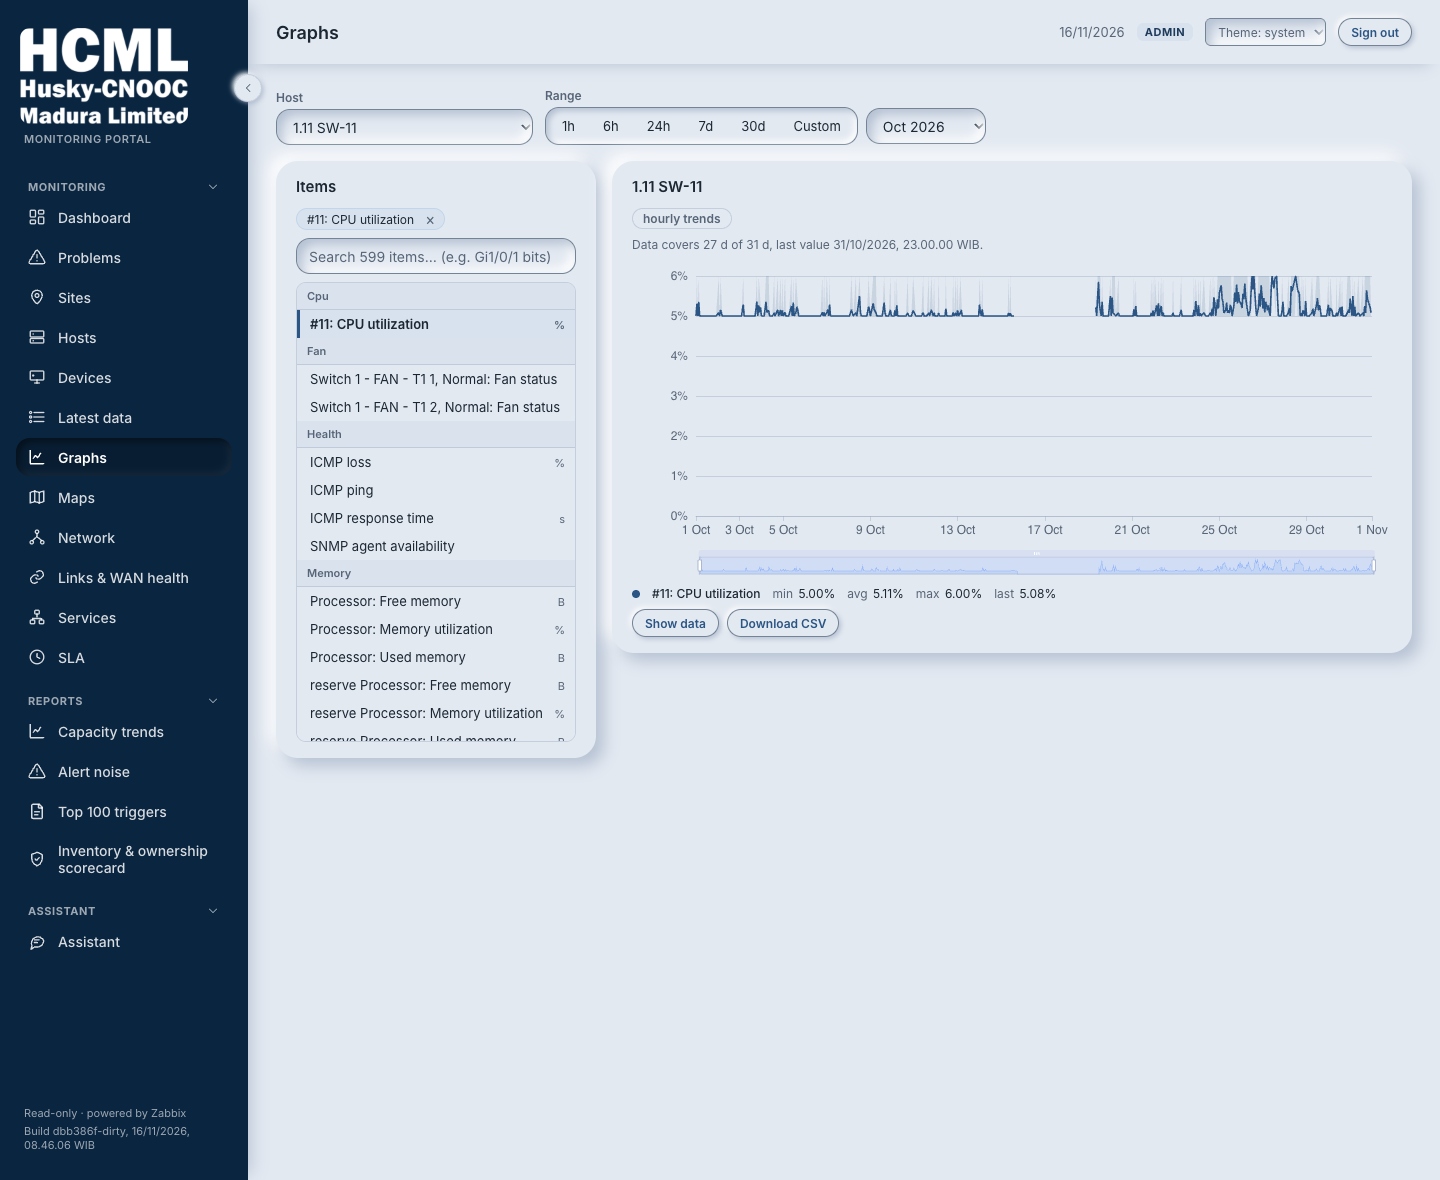 HCML
Husky-CNOOC
Madura Limited
MONITORING PORTAL
MONITORING
Dashboard
Problems
Sites
Hosts
Devices
Latest data
Graphs
Maps
Network
Links & WAN health
Services
SLA
REPORTS
Capacity trends
Alert noise
Top 100 triggers
Inventory & ownership
scorecard
ASSISTANT
Assistant
Read-only · powered by Zabbix
Build dbb386f-dirty, 16/11/2026,
08.46.06 WIB
Graphs
16/11/2026 ADMIN Theme: system Sign out
Host
1.11 SW-11
Range
1h 6h 24h 7d 30d Custom Oct 2026
Items
#11: CPU utilization ×
Search 599 items... (e.g. Gi1/0/1 bits)
Cpu
#11: CPU utilization %
Fan
Switch 1 - FAN - T1 1, Normal: Fan status
Switch 1 - FAN - T1 2, Normal: Fan status
Health
ICMP loss %
ICMP ping
ICMP response time s
SNMP agent availability
Memory
Processor: Free memory B
Processor: Memory utilization %
Processor: Used memory B
reserve Processor: Free memory B
reserve Processor: Memory utilization %
reserve Processor: Used memory B
1.11 SW-11
hourly trends
Data covers 27 d of 31 d, last value 31/10/2026, 23.00.00 WIB.
6%
5%
4%
3%
2%
1%
0%
1 Oct 3 Oct 5 Oct 9 Oct 13 Oct 17 Oct 21 Oct 25 Oct 29 Oct 1 Nov
#11: CPU utilization min 5.00% avg 5.11% max 6.00% last 5.08%
Show data Download CSV